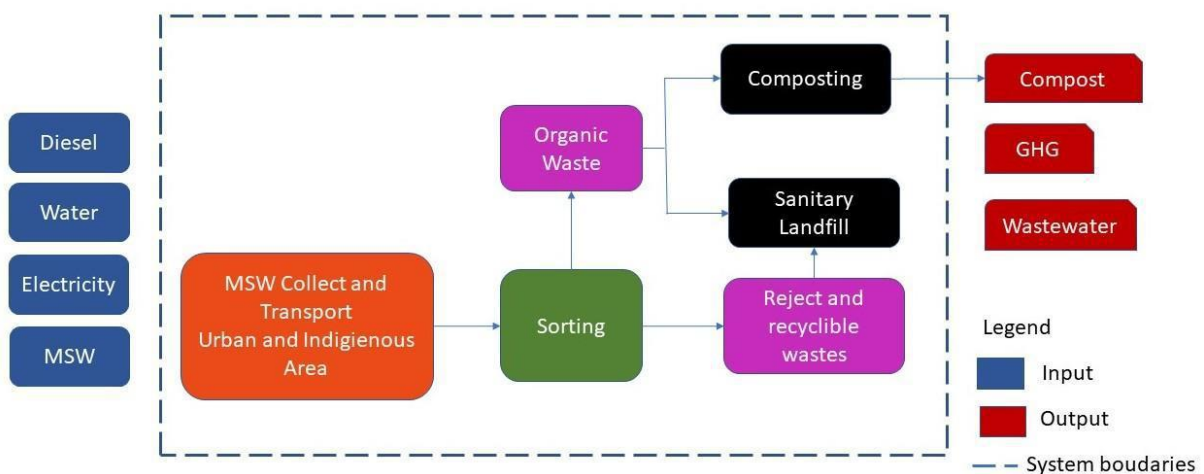 Diesel
Water
Electricity
MSW
MSW Collect and
Transport
Urban and Indigienous
Area
Sorting
Organic
Waste
Composting
Sanitary
Landfill
Reject and
recyclible
wastes
Compost
GHG
Wastewater
Legend
Input
Output
System boudaries